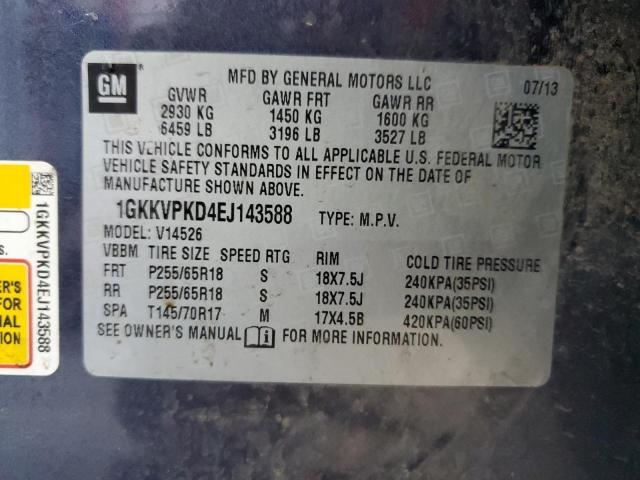 GM
MFD BY GENERAL MOTORS LLC 07/13
GVWR GAWR FRT GAWR RR
2930 KG 1450 KG 1600 KG
6459 LB 3196 LB 3527 LB
THIS VEHICLE CONFORMS TO ALL APPLICABLE U.S. FEDERAL MOTOR
VEHICLE SAFETY STANDARDS IN EFFECT ON THE DATE OF
MANUFACTURE SHOWN ABOVE.
1GKKVPKD4EJ143588 TYPE: M.P.V.
MODEL: V14526
VBBM TIRE SIZE SPEED RTG RIM COLD TIRE PRESSURE
FRT P255/65R18 S 18X7.5J 240KPA(35PSI)
RR P255/65R18 S 18X7.5J 240KPA(35PSI)
SPA T145/70R17 M 17X4.5B 420KPA(60PSI)
SEE OWNER'S MANUAL FOR MORE INFORMATION.
1GKKVPKD4EJ143588
ER'S
FOR